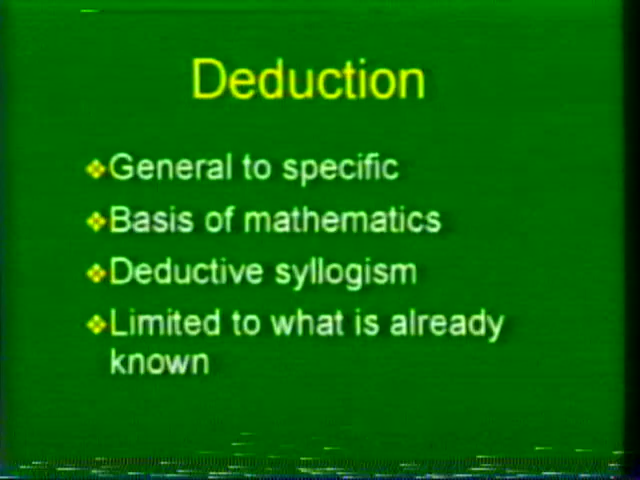 Deduction
General to specific
Basis of mathematics
Deductive syllogism
Limited to what is already
known